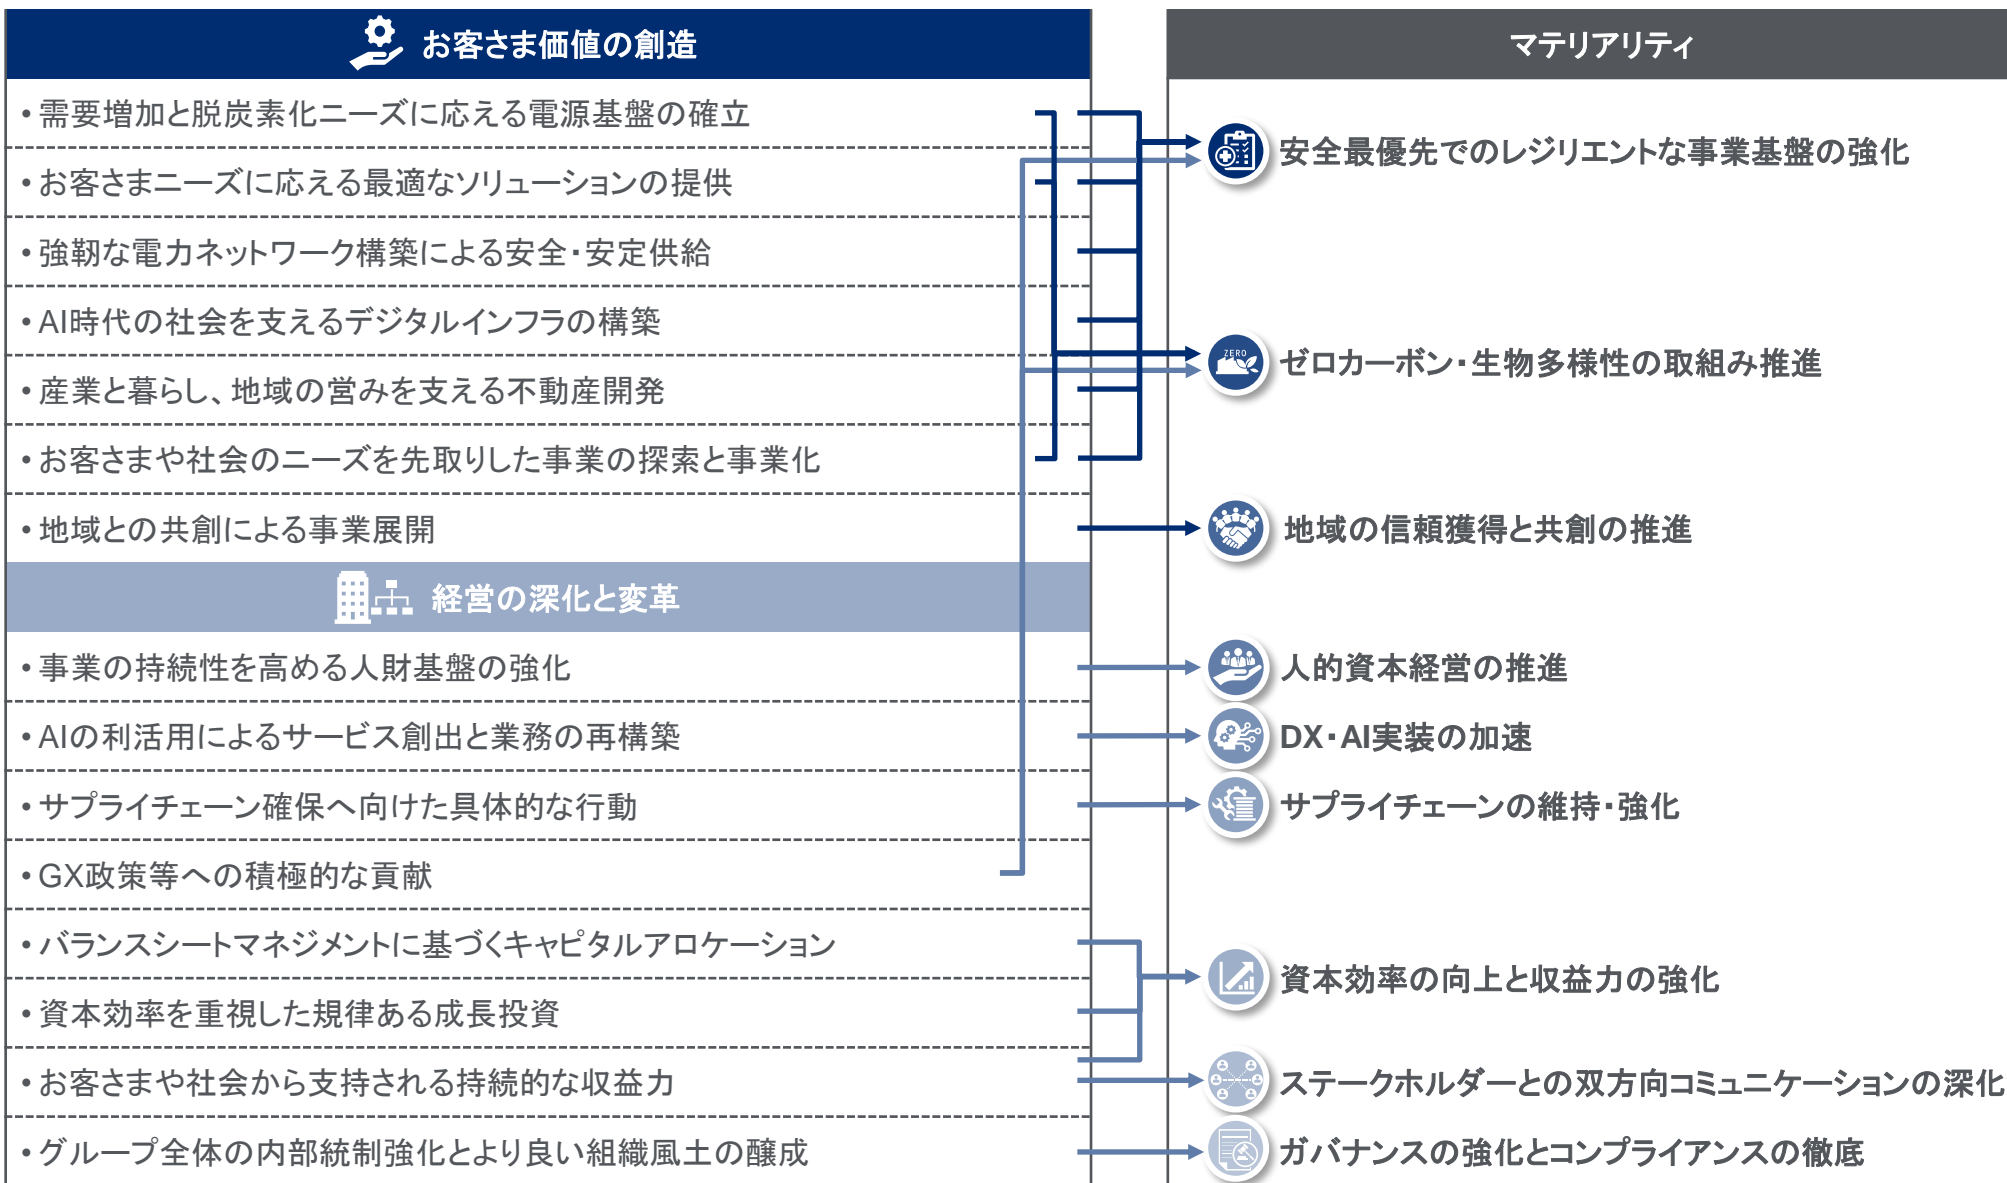 お客さま価値の創造
・需要増加と脱炭素化ニーズに応える電源基盤の確立
・お客さまニーズに応える最適なソリューションの提供
・強靭な電力ネットワーク構築による安全・安定供給
・AI時代の社会を支えるデジタルインフラの構築
・産業と暮らし、地域の営みを支える不動産開発
・お客さまや社会のニーズを先取りした事業の探索と事業化
・地域との共創による事業展開
経営の深化と変革
・事業の持続性を高める人財基盤の強化
・AIの利活用によるサービス創出と業務の再構築
・サプライチェーン確保へ向けた具体的な行動
・GX政策等への積極的な貢献
・バランスシートマネジメントに基づくキャピタルアロケーション
・資本効率を重視した規律ある成長投資
・お客さまや社会から支持される持続的な収益力
・グループ全体の内部統制強化とより良い組織風土の醸成
マテリアリティ
安全最優先でのレジリエントな事業基盤の強化
ZERO
ゼロカーボン・生物多様性の取組み推進
地域の信頼獲得と共創の推進
人的資本経営の推進
DX・AI実装の加速
サプライチェーンの維持・強化
資本効率の向上と収益力の強化
ステークホルダーとの双方向コミュニケーションの深化
ガバナンスの強化とコンプライアンスの徹底